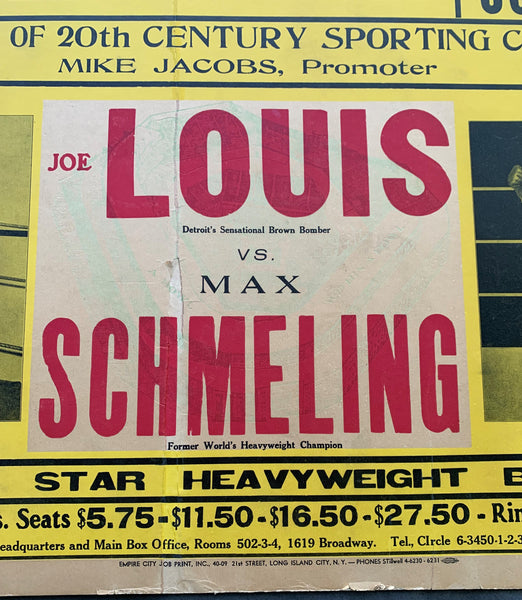 OF 20th CENTURY SPORTING C
MIKE JACOBS, Promoter
JOE LOUIS
Detroit's Sensational Brown Bomber
VS.
MAX
SCHMELING
Former World's Heavyweight Champion
STAR HEAVYWEIGHT B
s. Seats $5.75-$11.50-$16.50-$27.50-Rin
eadquarters and Main Box Office, Rooms 502-3-4, 1619 Broadway. Tel., CIrcle 6-3450-1-2-3
EMPIRE CITY JOB PRINT, INC., 40-09 21st STREET, LONG ISLAND CITY, N. Y. — PHONES STillwell 4-6230 - 6231